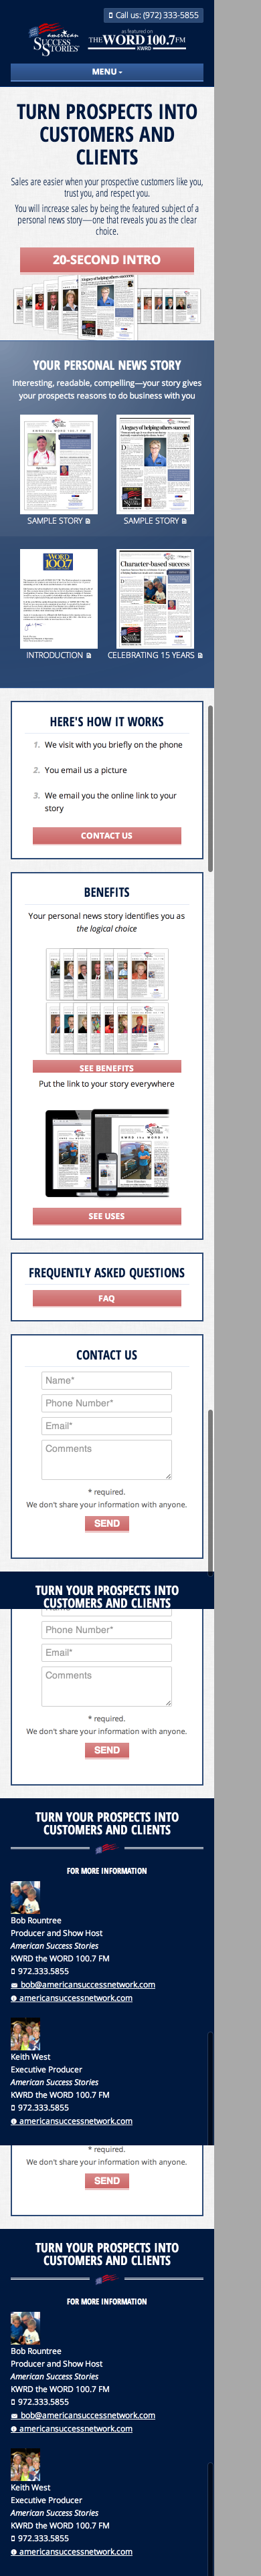 Call us: (972) 333-5855
american
SUCCESS
STORIES
as featured on
THE WORD 100.7 FM
KWRD
MENU
TURN PROSPECTS INTO
CUSTOMERS AND
CLIENTS
Sales are easier when your prospective customers like you,
trust you, and respect you.
You will increase sales by being the featured subject of a
personal news story—one that reveals you as the clear
choice.
20-SECOND INTRO
YOUR PERSONAL NEWS STORY
Interesting, readable, compelling—your story gives
your prospects reasons to do business with you
A legacy of helping others succeed
SAMPLE STORY
SAMPLE STORY
WORD
100.7
Character-based success
INTRODUCTION
CELEBRATING 15 YEARS
HERE'S HOW IT WORKS
1. We visit with you briefly on the phone
2. You email us a picture
3. We email you the online link to your
story
CONTACT US
BENEFITS
Your personal news story identifies you as
the logical choice
SEE BENEFITS
Put the link to your story everywhere
SEE USES
FREQUENTLY ASKED QUESTIONS
FAQ
CONTACT US
Name*
Phone Number*
Email*
Comments
* required.
We don't share your information with anyone.
SEND
TURN YOUR PROSPECTS INTO
CUSTOMERS AND CLIENTS
Phone Number*
Email*
Comments
* required.
We don't share your information with anyone.
SEND
TURN YOUR PROSPECTS INTO
CUSTOMERS AND CLIENTS
FOR MORE INFORMATION
Bob Rountree
Producer and Show Host
American Success Stories
KWRD the WORD 100.7 FM
972.333.5855
bob@americansuccessnetwork.com
americansuccessnetwork.com
Keith West
Executive Producer
American Success Stories
KWRD the WORD 100.7 FM
972.333.5855
americansuccessnetwork.com
* required.
We don't share your information with anyone.
SEND
TURN YOUR PROSPECTS INTO
CUSTOMERS AND CLIENTS
FOR MORE INFORMATION
Bob Rountree
Producer and Show Host
American Success Stories
KWRD the WORD 100.7 FM
972.333.5855
bob@americansuccessnetwork.com
americansuccessnetwork.com
Keith West
Executive Producer
American Success Stories
KWRD the WORD 100.7 FM
972.333.5855
americansuccessnetwork.com